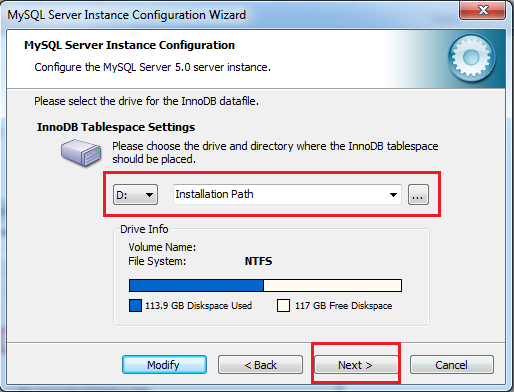 MySQL Server Instance Configuration Wizard
MySQL Server Instance Configuration
Configure the MySQL Server 5.0 server instance.
Please select the drive for the InnoDB datafile.
InnoDB Tablespace Settings
Please choose the drive and directory where the InnoDB tablespace
should be placed.
D: Installation Path ...
Drive Info
Volume Name:
File System: NTFS
113.9 GB Diskspace Used 117 GB Free Diskspace
Modify < Back Next > Cancel